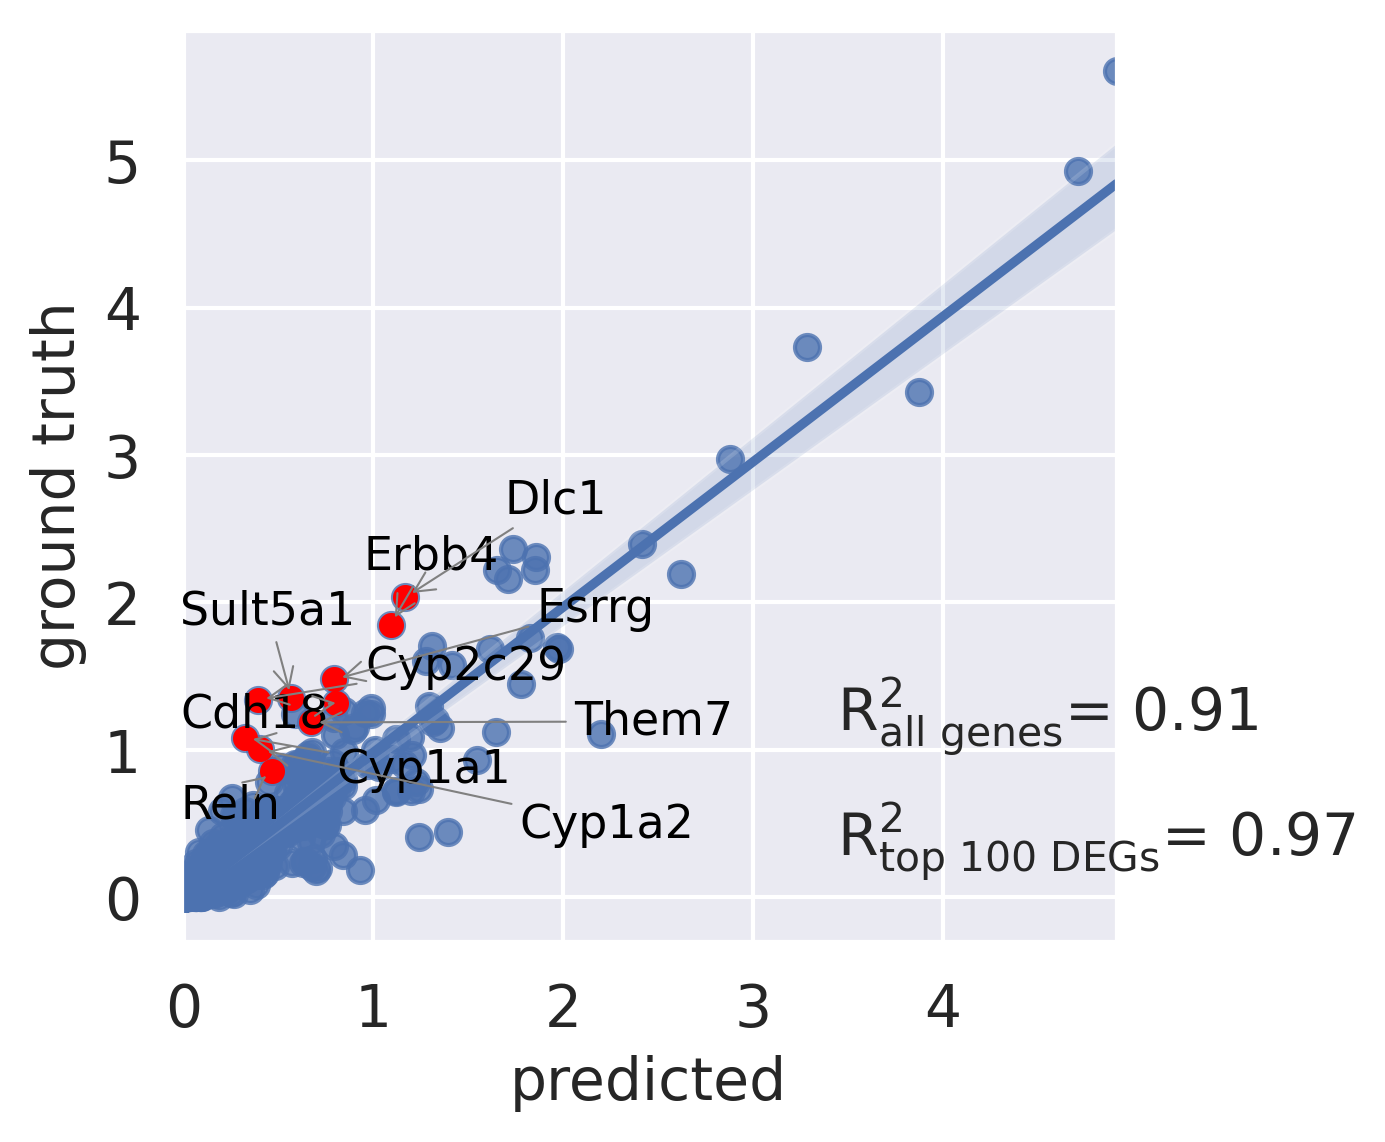 5
4
3
2
1
0
ground truth
Dlc1
Erbb4
Sult5a1
Esrrg
Cyp2c29
Cdh18
Them7
Cyp1a1
Reln
Cyp1a2
R²all genes= 0.91
R²top 100 DEGs= 0.97
0 1 2 3 4
predicted